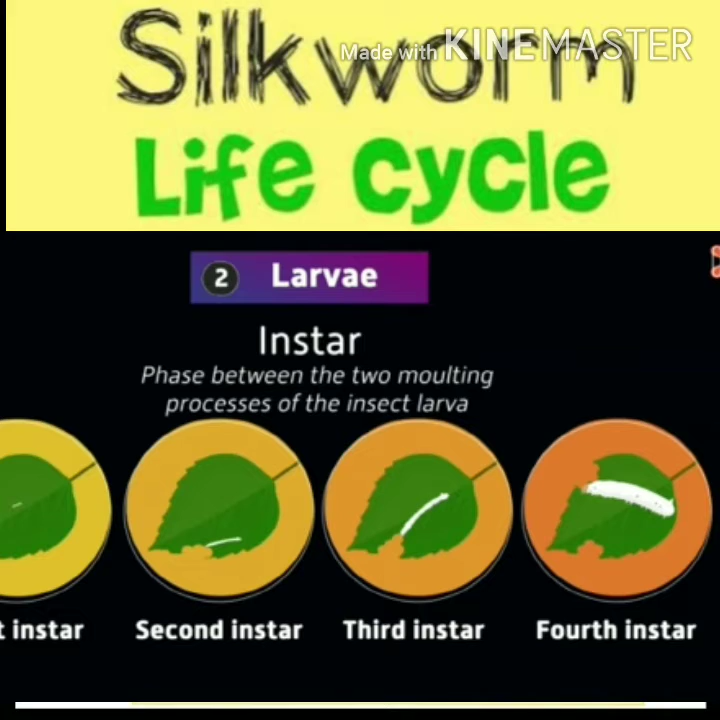 Silkworm
Made with KINEMASTER
Life cycle
2 Larvae
Instar
Phase between the two moulting
processes of the insect larva
t instar Second instar Third instar Fourth instar